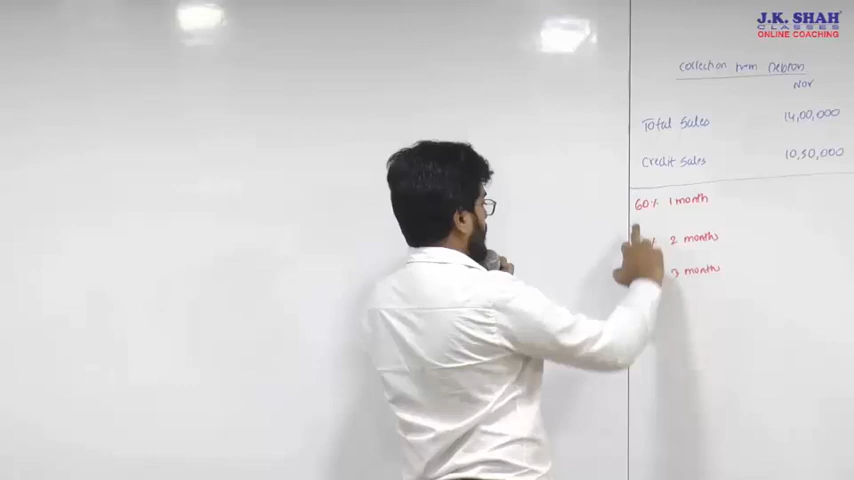 J.K. SHAH
CLASSES
ONLINE COACHING
Collection from Debtors
Nov
Total Sales 14,00,000
Credit Sales 10,50,000
60% 1 month
% 2 months
3 months